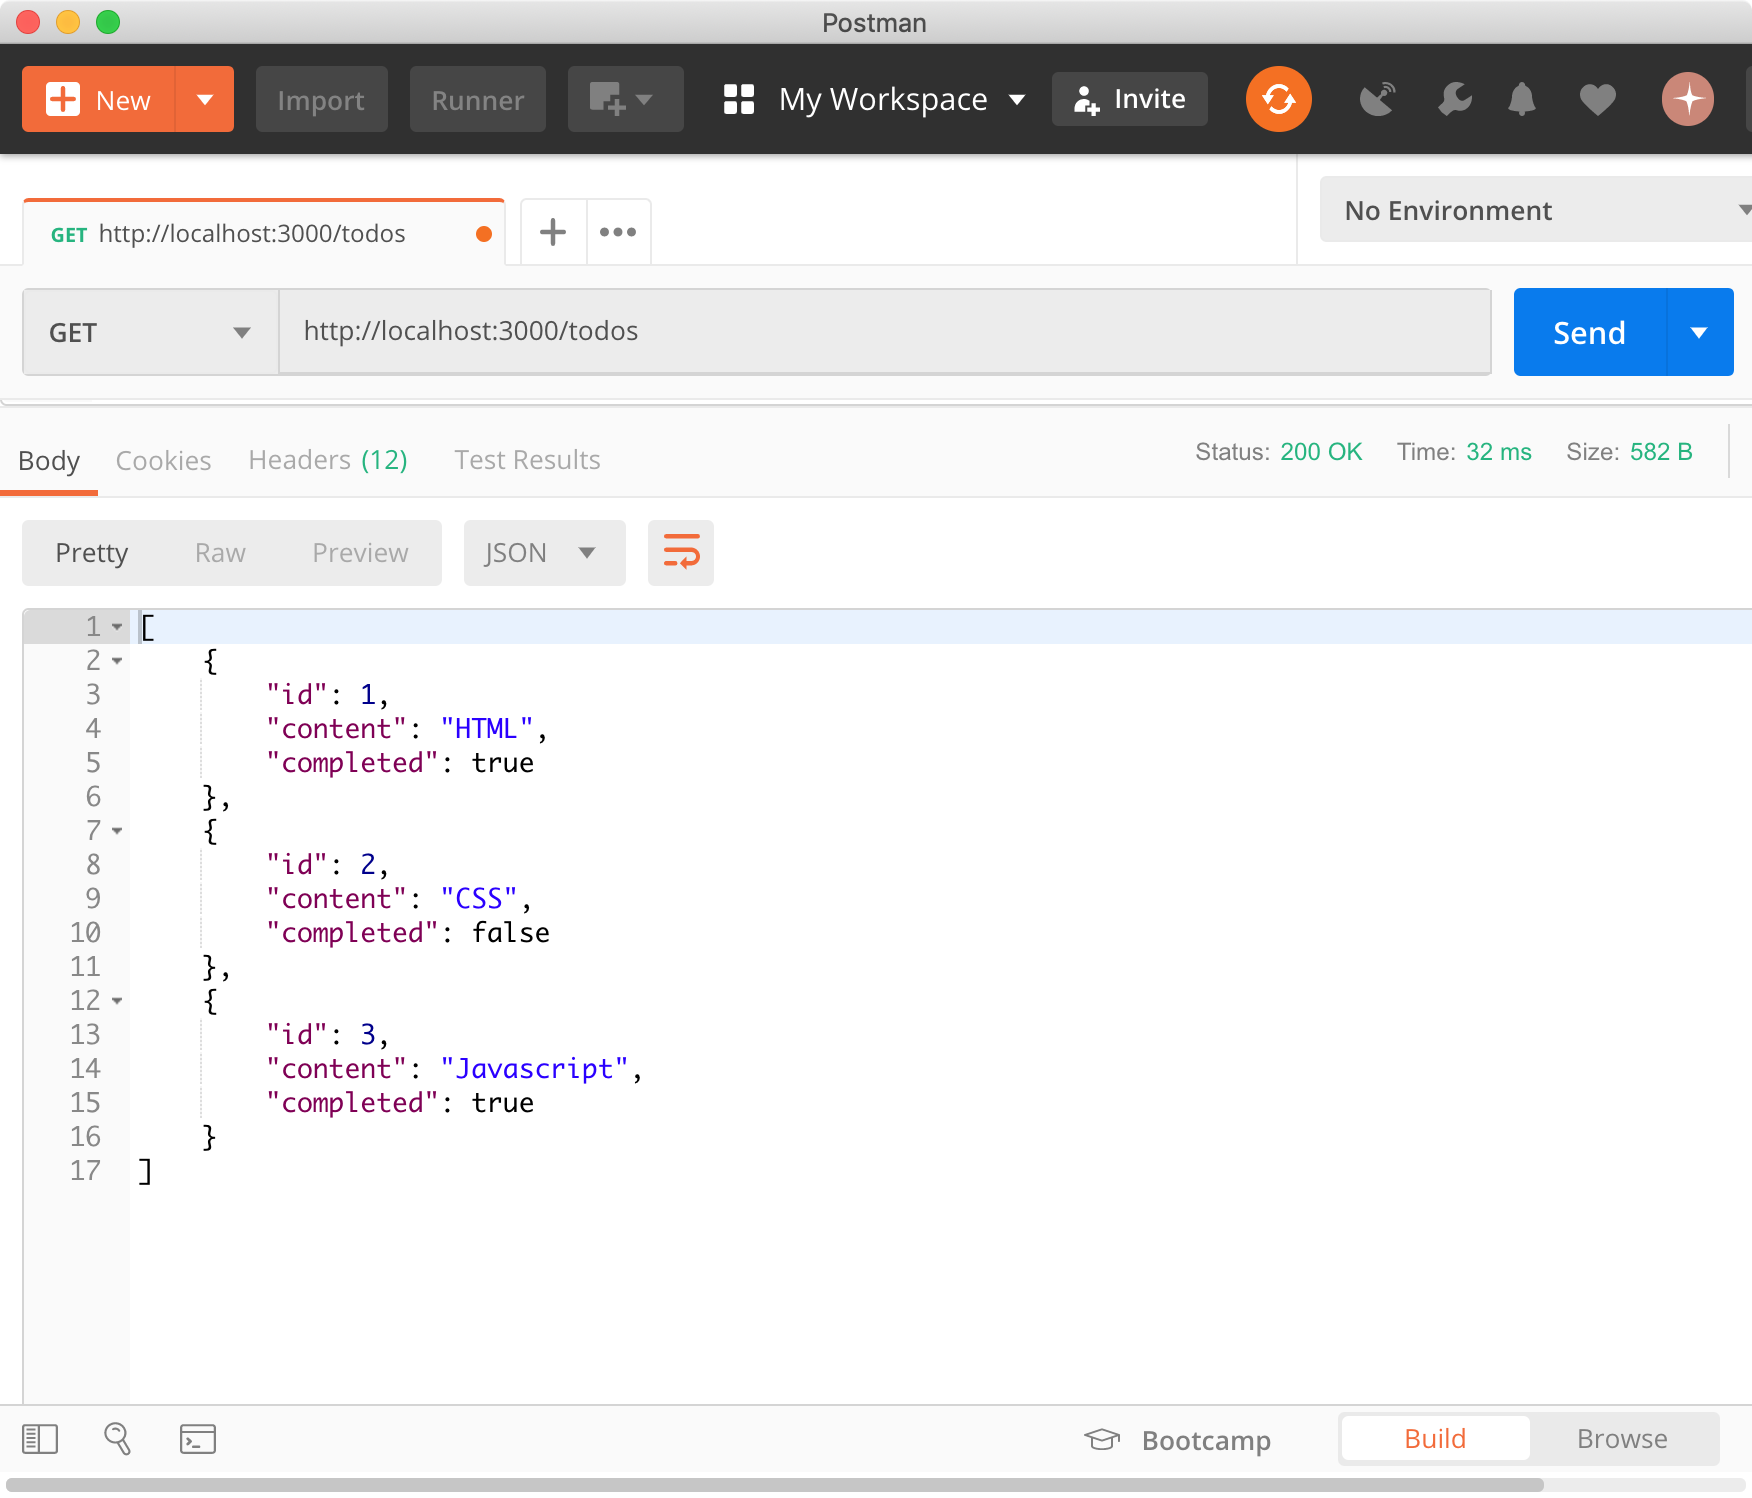 Postman
New Import Runner My Workspace Invite
No Environment
GET http://localhost:3000/todos
GET http://localhost:3000/todos Send
Body Cookies Headers (12) Test Results Status: 200 OK Time: 32 ms Size: 582 B
Pretty Raw Preview JSON
1 [
2 {
3 "id": 1,
4 "content": "HTML",
5 "completed": true
6 },
7 {
8 "id": 2,
9 "content": "CSS",
10 "completed": false
11 },
12 {
13 "id": 3,
14 "content": "Javascript",
15 "completed": true
16 }
17 ]
Bootcamp Build Browse